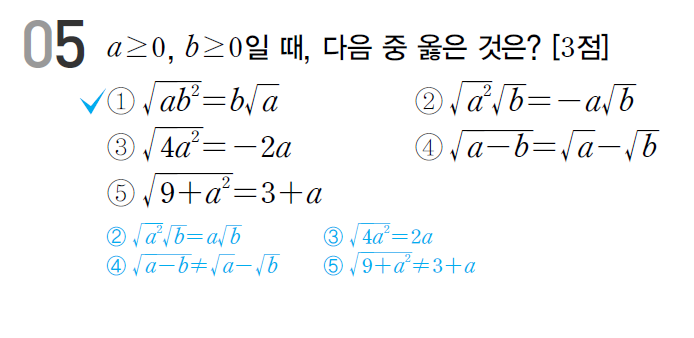 05 a≥0, b≥0일 때, 다음 중 옳은 것은? [3점]
✓① √(ab²)=b√a ② √(a²)√b=-a√b
③ √(4a²)=-2a ④ √(a-b)=√a-√b
⑤ √(9+a²)=3+a
② √(a²)√b=a√b ③ √(4a²)=2a
④ √(a-b)≠√a-√b ⑤ √(9+a²)≠3+a